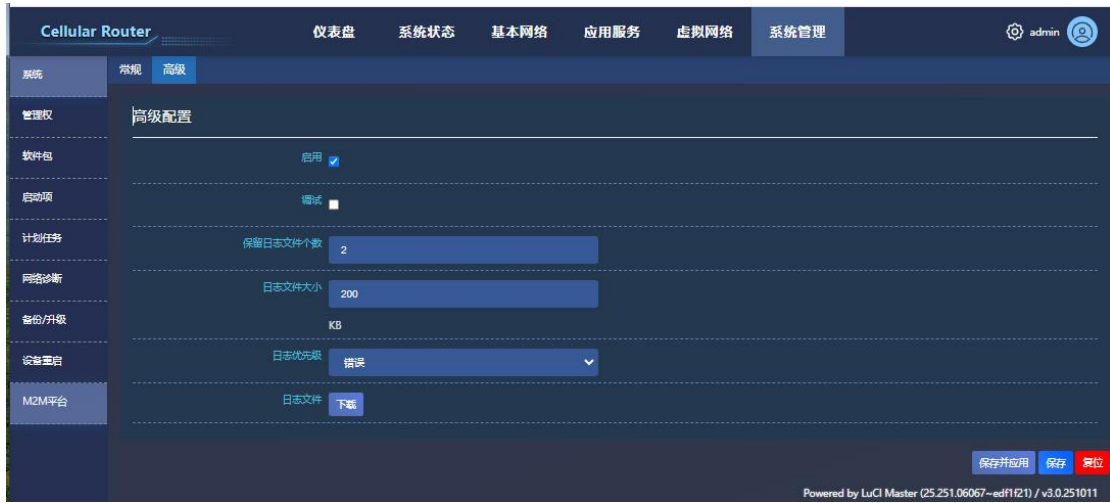 Cellular Router
仪表盘 系统状态 基本网络 应用服务 虚拟网络 系统管理
admin
系统
管理权
软件包
启动项
计划任务
网络诊断
备份/升级
设备重启
M2M平台
常规 高级
高级配置
启用
调试
保留日志文件个数 2
日志文件大小 200
KB
日志优先级 错误
日志文件 下载
保存并应用 保存 复位
Powered by LuCI Master (25.251.06067~edf1f21) / v3.0.251011